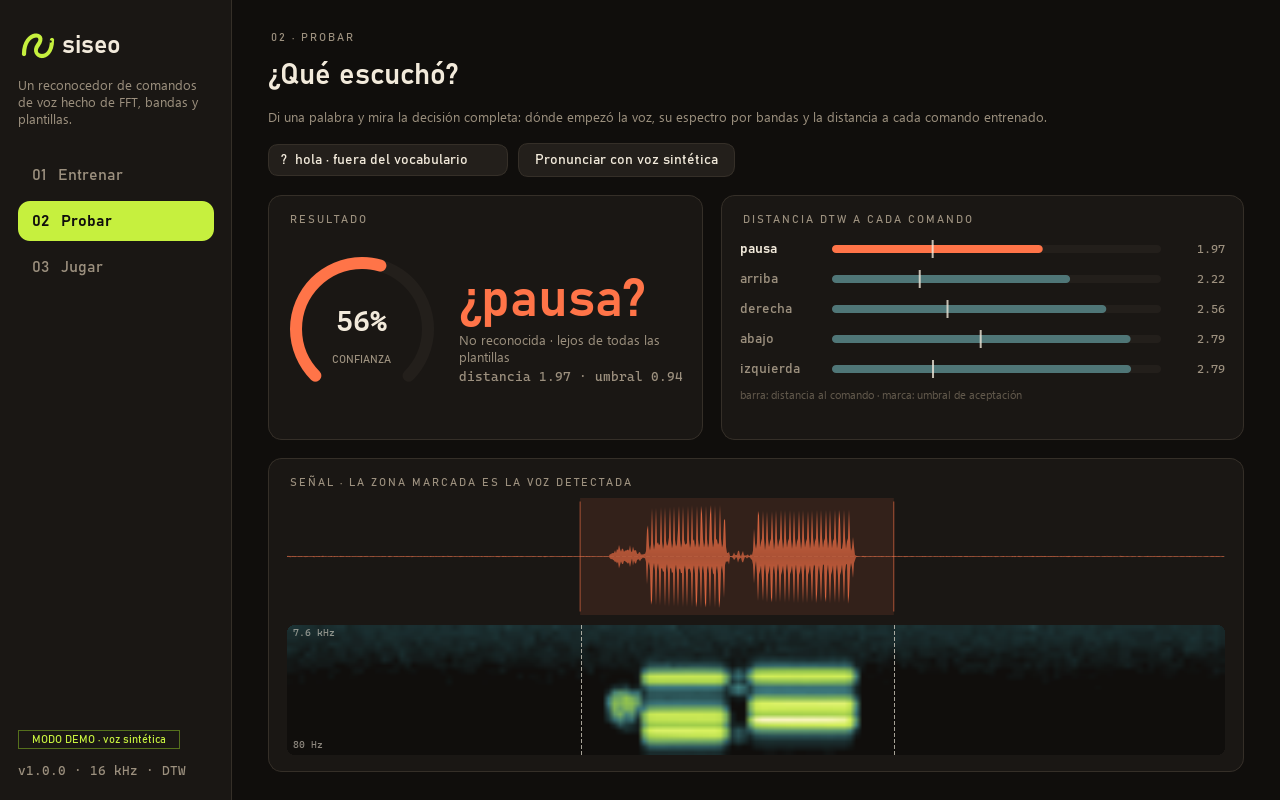 siseo
Un reconocedor de comandos
de voz hecho de FFT, bandas y
plantillas.
01 Entrenar
02 Probar
03 Jugar
MODO DEMO · voz sintética
v1.0.0 · 16 kHz · DTW
02 · PROBAR
¿Qué escuchó?
Di una palabra y mira la decisión completa: dónde empezó la voz, su espectro por bandas y la distancia a cada comando entrenado.
? hola · fuera del vocabulario
Pronunciar con voz sintética
RESULTADO
56%
CONFIANZA
¿pausa?
No reconocida · lejos de todas las
plantillas
distancia 1.97 · umbral 0.94
DISTANCIA DTW A CADA COMANDO
pausa 1.97
arriba 2.22
derecha 2.56
abajo 2.79
izquierda 2.79
barra: distancia al comando · marca: umbral de aceptación
SEÑAL · LA ZONA MARCADA ES LA VOZ DETECTADA
7.6 kHz
80 Hz